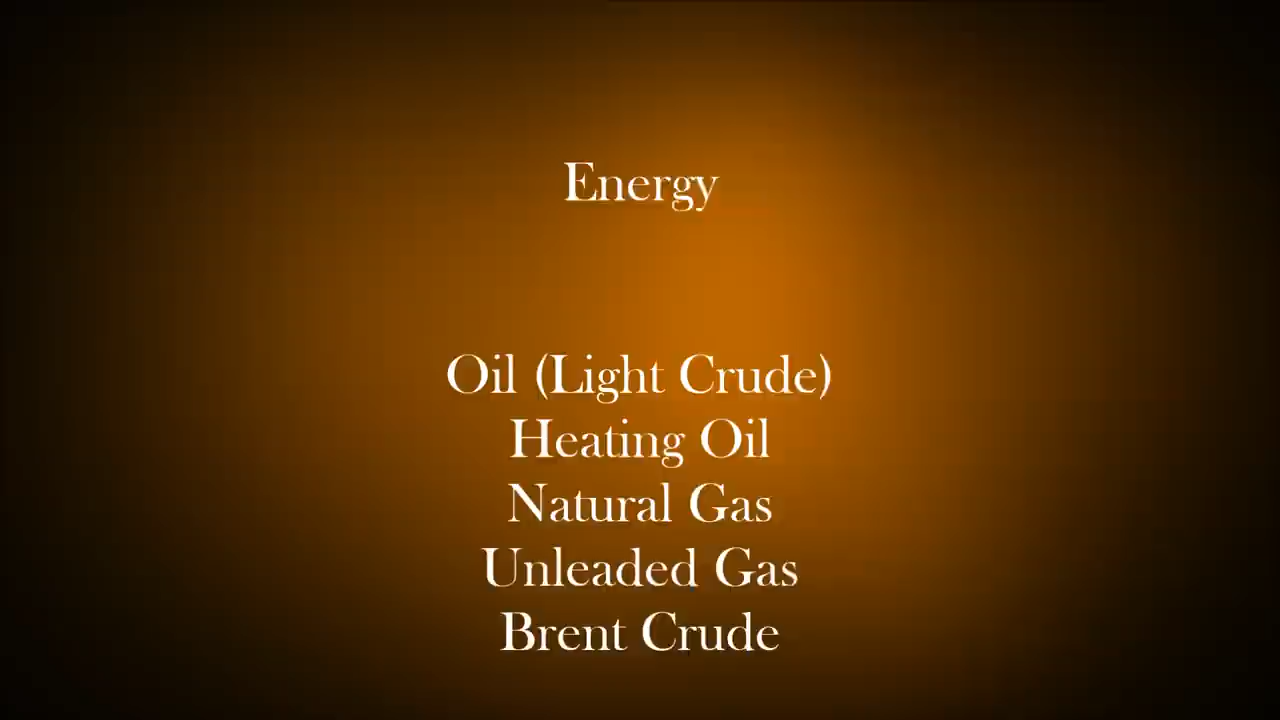 Energy
Oil (Light Crude)
Heating Oil
Natural Gas
Unleaded Gas
Brent Crude